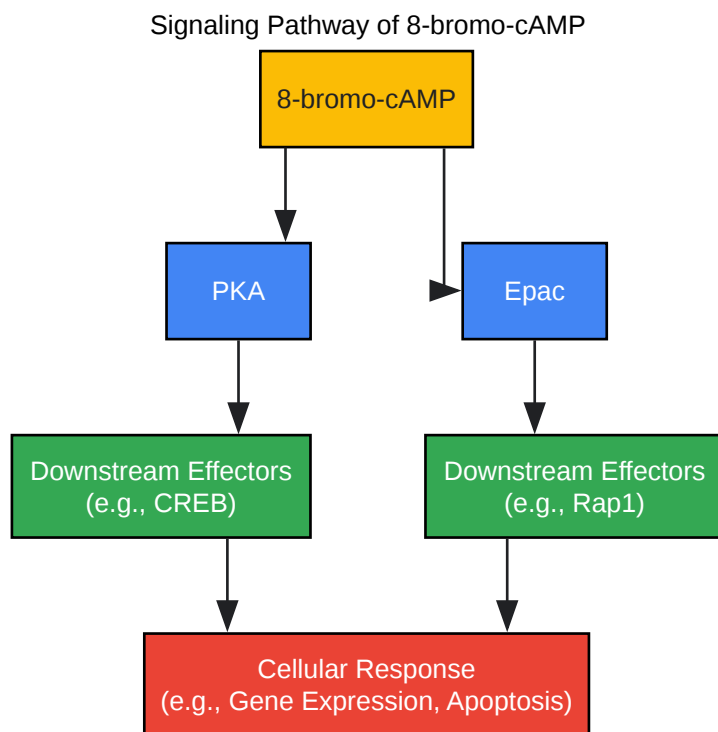 Signaling Pathway of 8-bromo-cAMP
8-bromo-cAMP
PKA
Epac
Downstream Effectors
(e.g., CREB)
Downstream Effectors
(e.g., Rap1)
Cellular Response
(e.g., Gene Expression, Apoptosis)